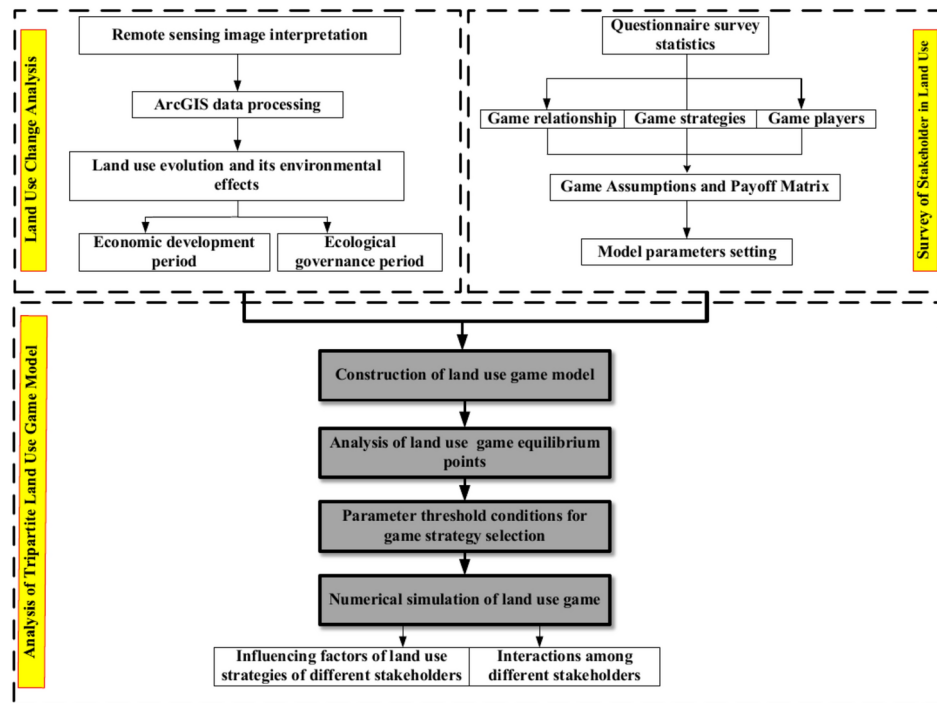 Land Use Change Analysis
Remote sensing image interpretation
ArcGIS data processing
Land use evolution and its environmental
effects
Economic development
period
Ecological
governance period
Questionnaire survey
statistics
Game relationship
Game strategies
Game players
Game Assumptions and Payoff Matrix
Model parameters setting
Survey of Stakeholder in Land Use
Analysis of Tripartite Land Use Game Model
Construction of land use game model
Analysis of land use game equilibrium
points
Parameter threshold conditions for
game strategy selection
Numerical simulation of land use game
Influencing factors of land use
strategies of different stakeholders
Interactions among
different stakeholders